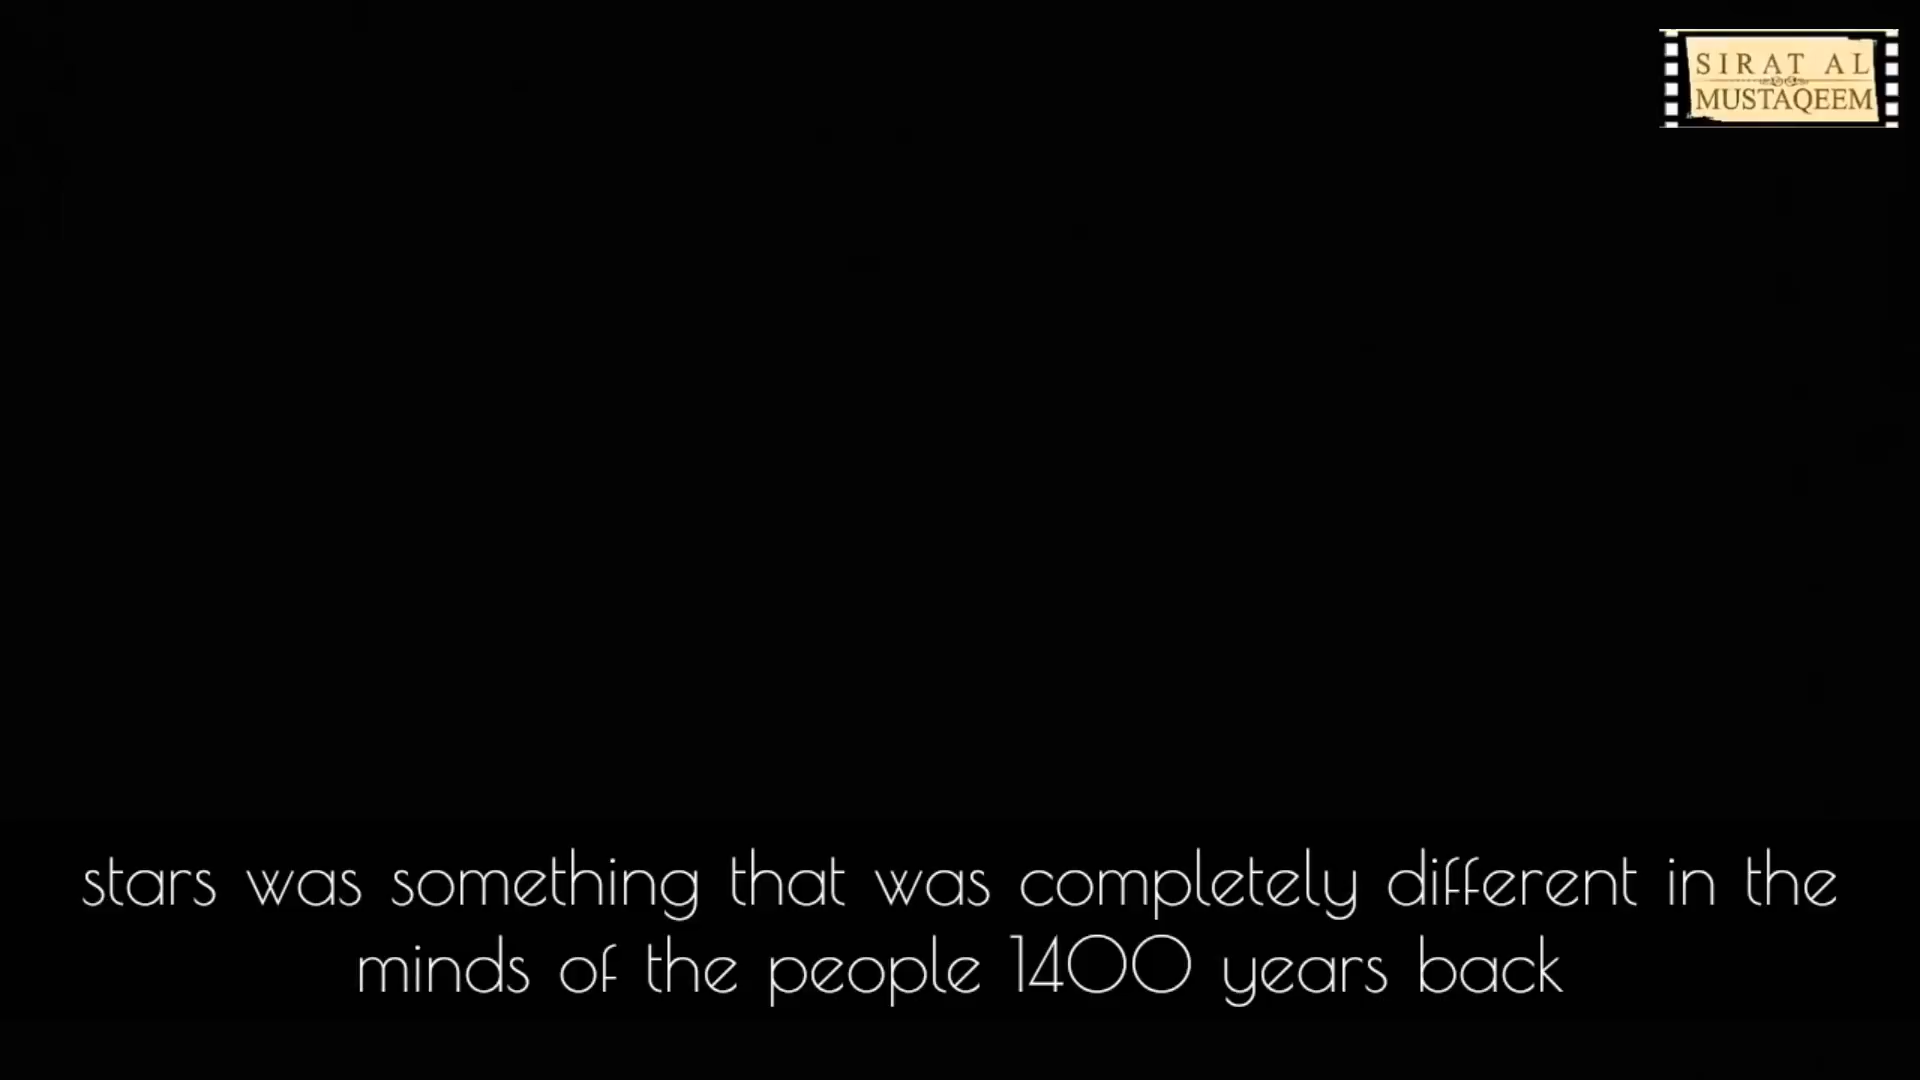 SIRAT AL
MUSTAQEEM
stars was something that was completely different in the
minds of the people 1400 years back